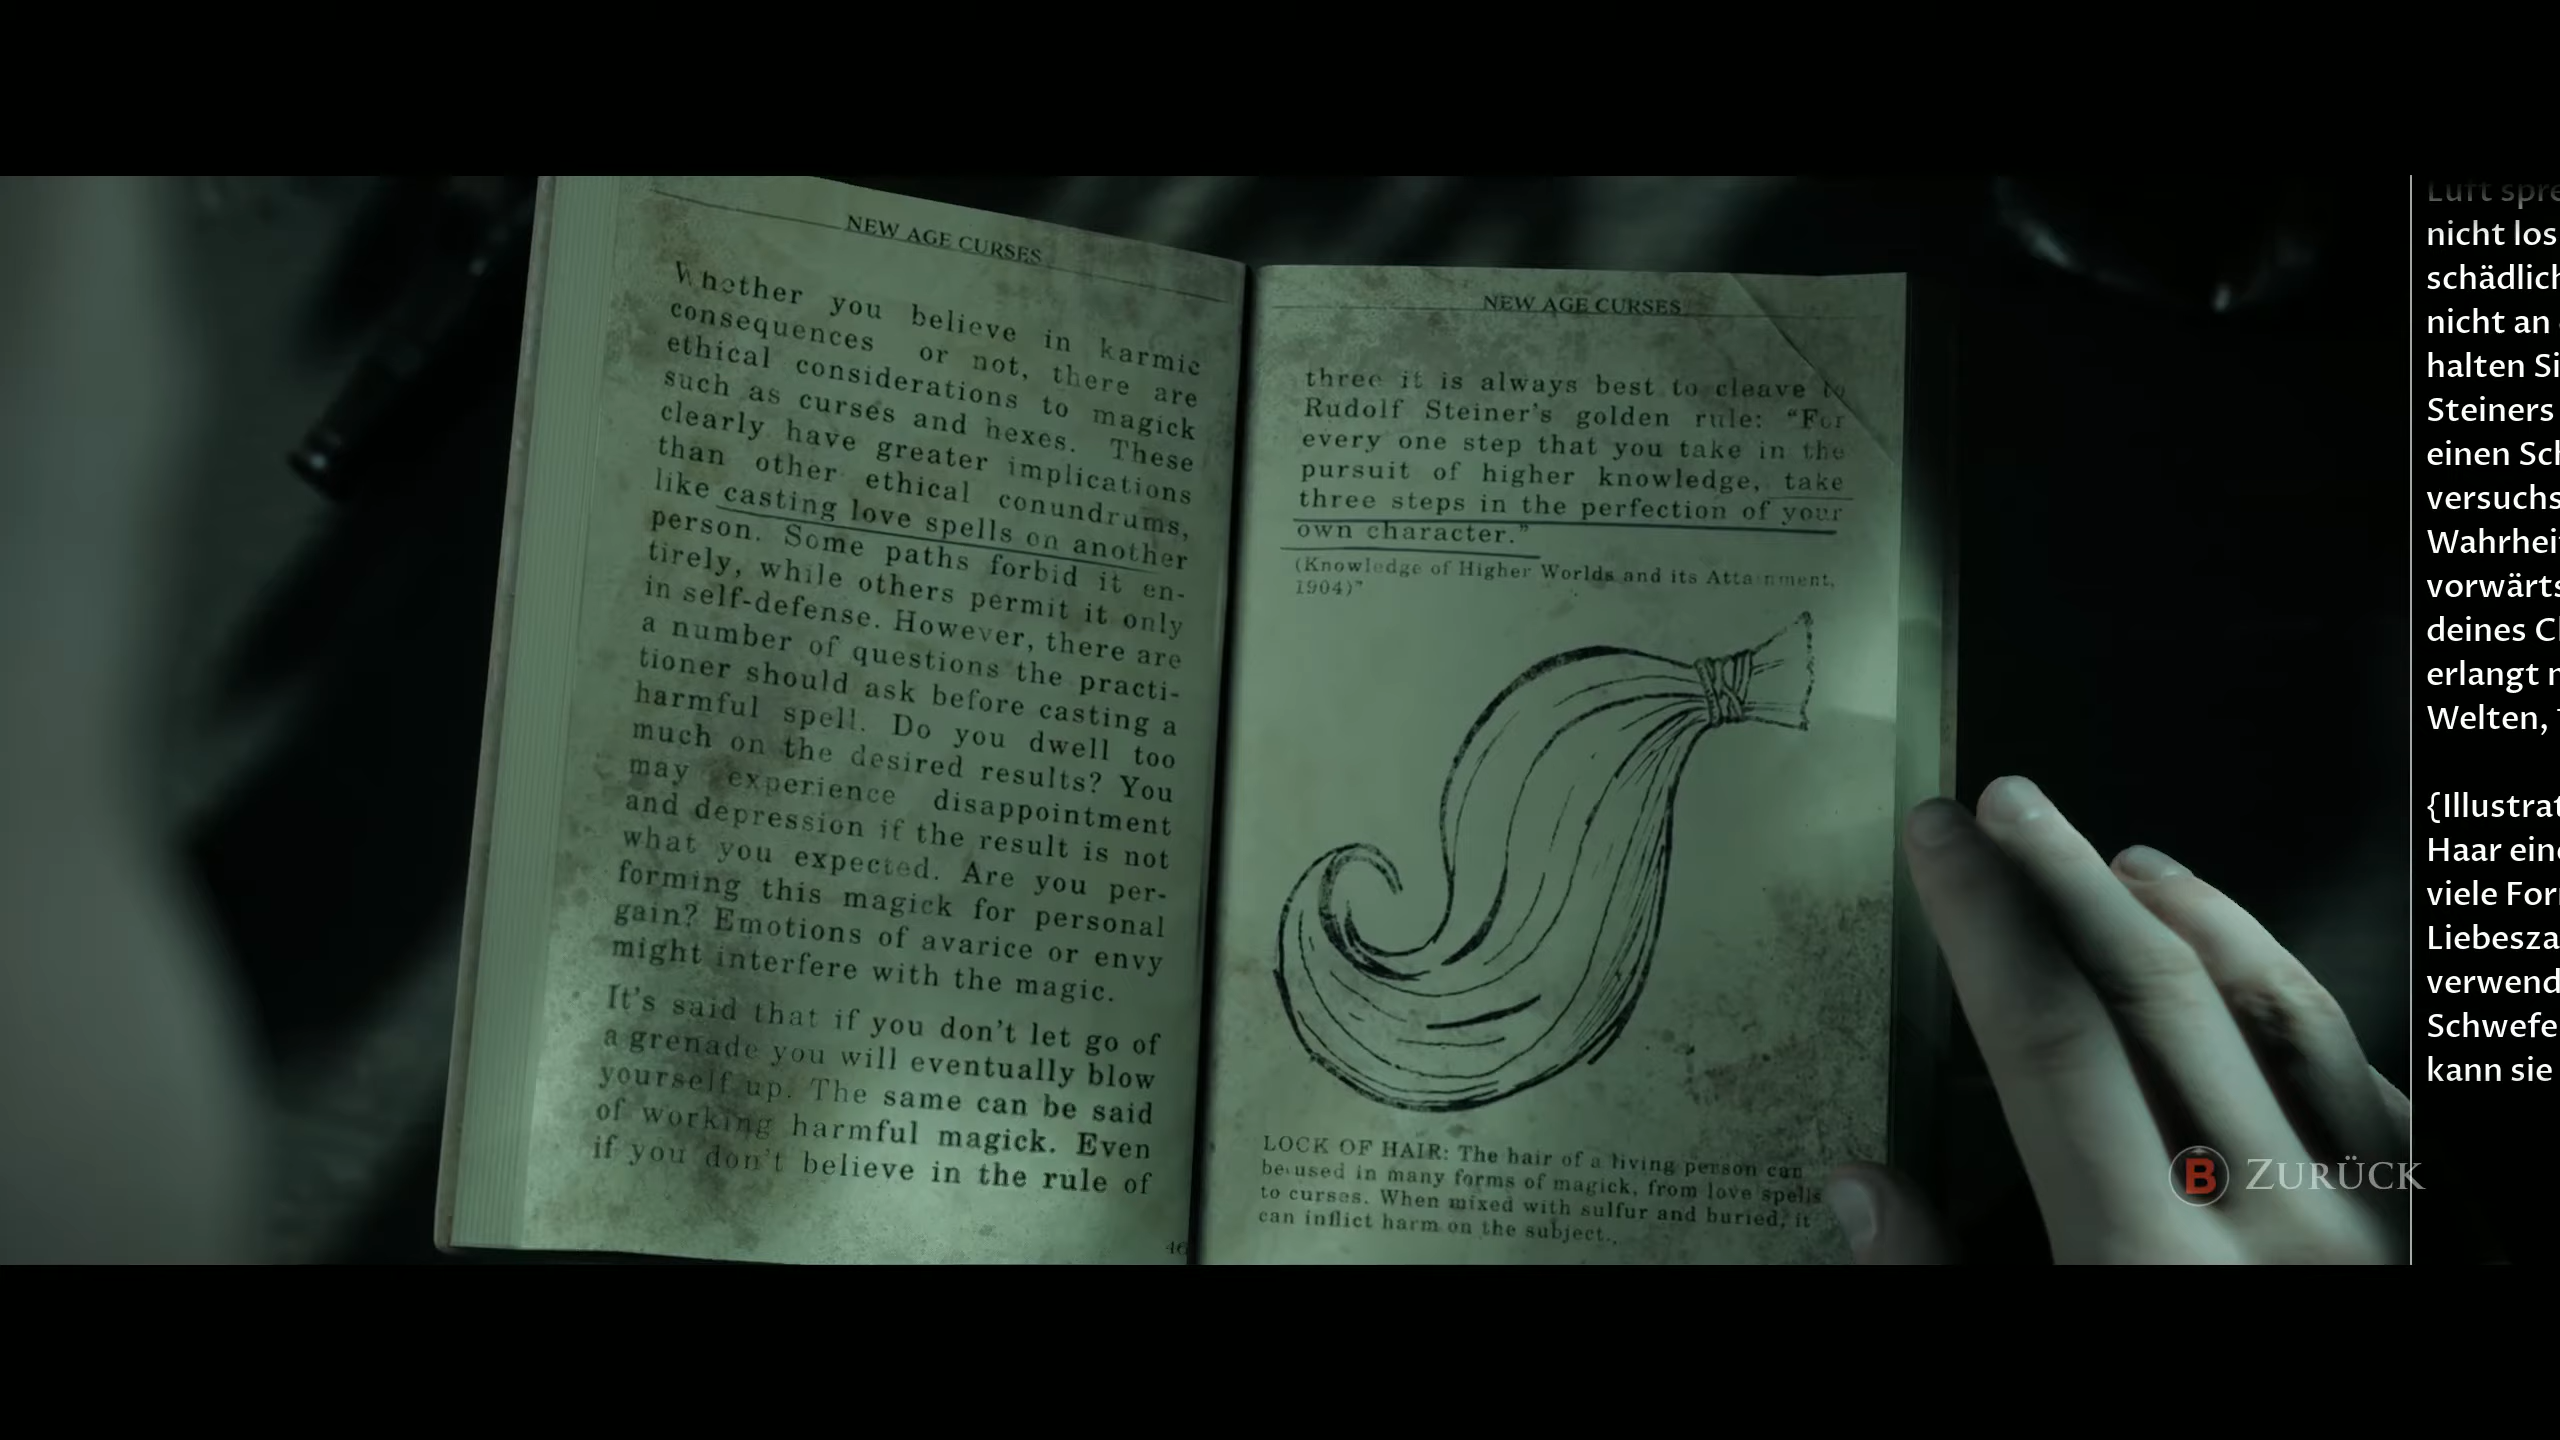 NEW AGE CURSES
Whether you believe in karmic
consequences or not, there are
ethical considerations to magick
such as curses and hexes. These
clearly have greater implications
than other ethical conundrums,
like casting love spells on another
person. Some paths forbid it en-
tirely, while others permit it only
in self-defense. However, there are
a number of questions the practi-
tioner should ask before casting a
harmful spell. Do you dwell too
much on the desired results? You
may experience disappointment
and depression if the result is not
what you expected. Are you per-
forming this magick for personal
gain? Emotions of avarice or envy
might interfere with the magic.
It's said that if you don't let go of
a grenade you will eventually blow
yourself up. The same can be said
of working harmful magick. Even
if you don't believe in the rule of
46
NEW AGE CURSES
three it is always best to cleave to
Rudolf Steiner's golden rule: “For
every one step that you take in the
pursuit of higher knowledge, take
three steps in the perfection of your
own character.”
(Knowledge of Higher Worlds and its Attainment,
1904)”
LOCK OF HAIR: The hair of a living person can
be used in many forms of magick, from love spells
to curses. When mixed with sulfur and buried, it
can inflict harm on the subject.
Luft spre
nicht los
schädlich
nicht an
halten Si
Steiners
einen Sch
versuchs
Wahrheit
vorwärts
deines Ch
erlangt
Welten,
{Illustrat
Haar eine
viele For
Liebesza
verwend
Schwefe
kann sie
B ZURÜCK